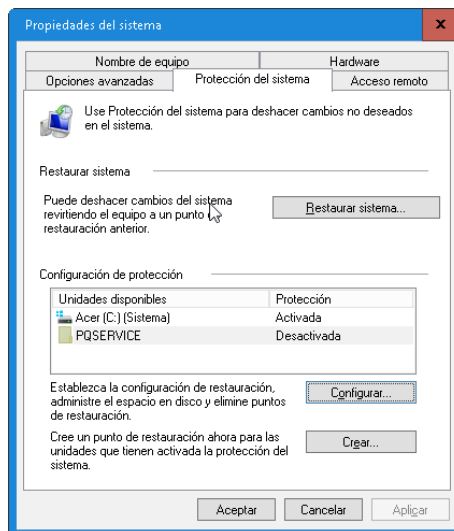 Propiedades del sistema
x
Nombre de equipo
Hardware
Opciones avanzadas
Protección del sistema
Acceso remoto
Use Protección del sistema para deshacer cambios no deseados
en el sistema.
Restaurar sistema
Puede deshacer cambios del sistema
revirtiendo el equipo a un punto
restauración anterior.
Restaurar sistema...
Configuración de protección
Unidades disponibles
Protección
Acer (C:) (Sistema)
Activada
PQSERVICE
Desactivada
Establezca la configuración de restauración,
administre el espacio en disco y elimine puntos
de restauración.
Configurar...
Cree un punto de restauración ahora para las
unidades que tienen activada la protección del
sistema.
Crear...
Aceptar
Cancelar
Aplicar